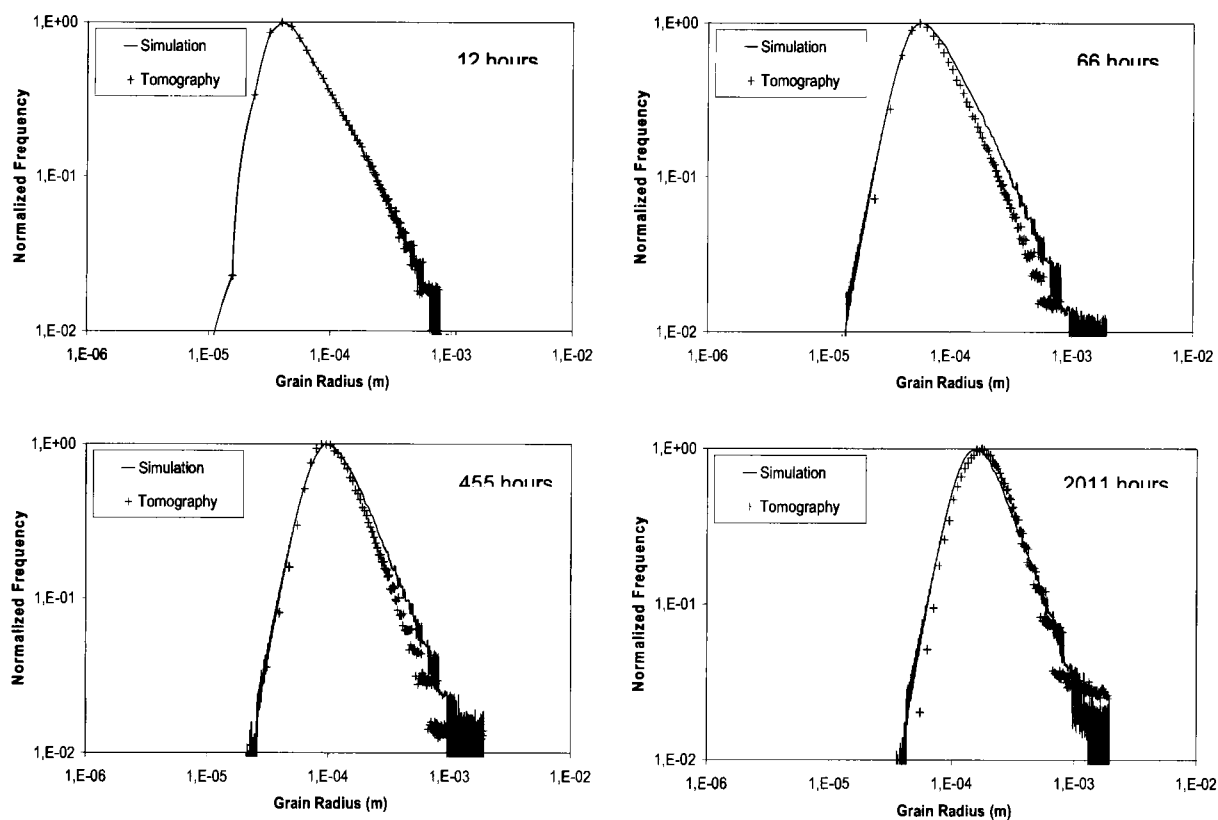 1,E+00
Simulation
Tomography
12 hours
1,E-01
1,E-02
1,E-06
1,E-05
1,E-04
1,E-03
1,E-02
Normalized Frequency
Grain Radius (m)
1,E+00
Simulation
Tomography
66 hours
1,E-01
1,E-02
1,E-06
1,E-05
1,E-04
1,E-03
1,E-02
Normalized Frequency
Grain Radius (m)
1,E+00
Simulation
Tomography
455 hours
1,E-01
1,E-02
1,E-06
1,E-05
1,E-04
1,E-03
1,E-02
Normalized Frequency
Grain Radius (m)
1,E+00
Simulation
Tomography
2011 hours
1,E-01
1,E-02
1,E-06
1,E-05
1,E-04
1,E-03
1,E-02
Normalized Frequency
Grain Radius (m)